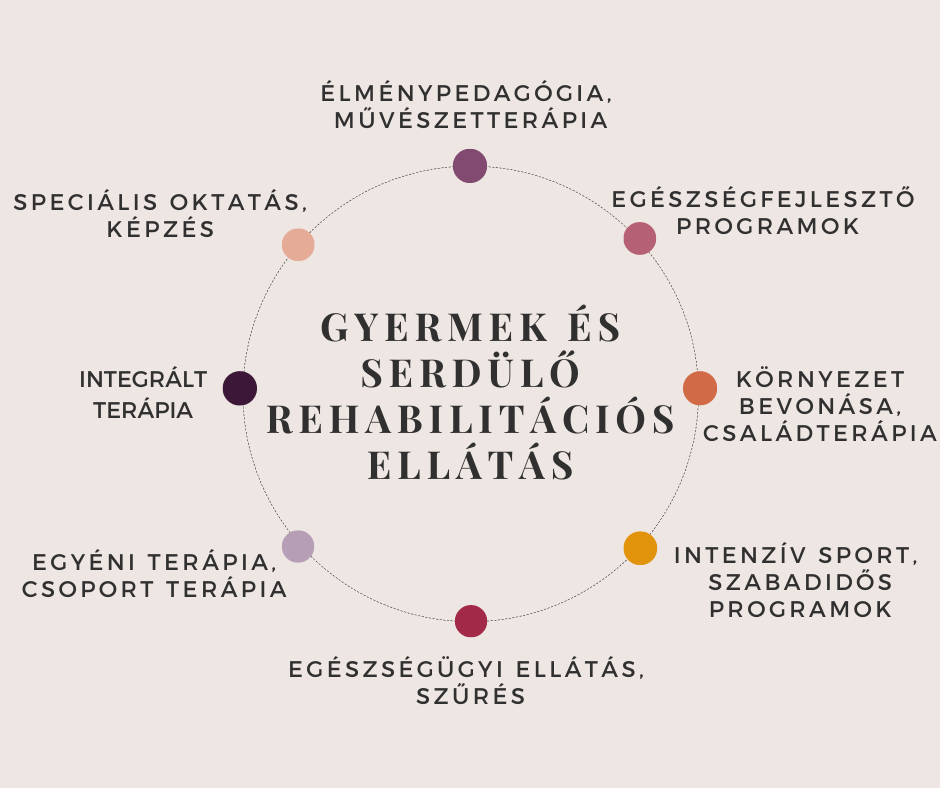 ÉLMÉNYPEDAGÓGIA,
MŰVÉSZETTERÁPIA
SPECIÁLIS OKTATÁS,
KÉPZÉS
EGÉSZSÉGFEJLESZTŐ
PROGRAMOK
GYERMEK ÉS
SERDÜLŐ
REHABILITÁCIÓS
ELLÁTÁS
INTEGRÁLT
TERÁPIA
KÖRNYEZET
BEVONÁSA,
CSALÁDTERÁPIA
EGYÉNI TERÁPIA,
CSOPORT TERÁPIA
INTENZÍV SPORT,
SZABADIDŐS
PROGRAMOK
EGÉSZSÉGÜGYI ELLÁTÁS,
SZŰRÉS